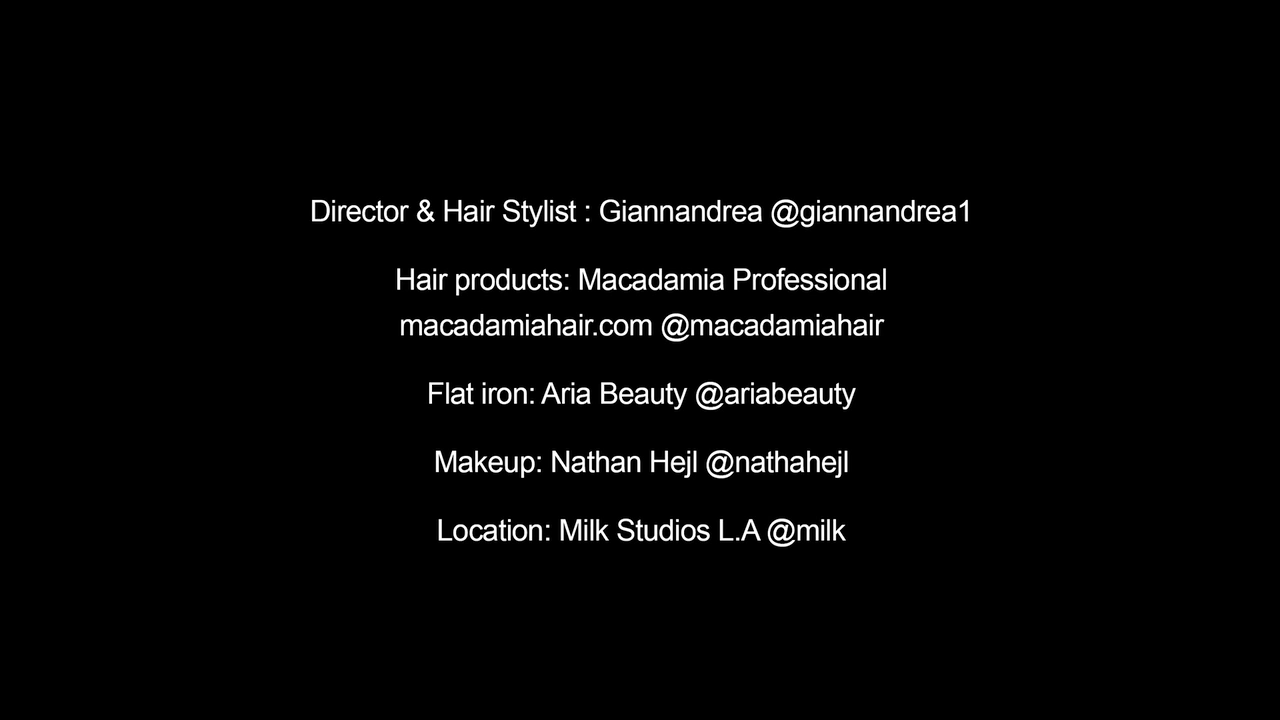 Director & Hair Stylist : Giannandrea @giannandrea1
Hair products: Macadamia Professional
macadamiahair.com @macadamiahair
Flat iron: Aria Beauty @ariabeauty
Makeup: Nathan Hejl @nathahejl
Location: Milk Studios L.A @milk